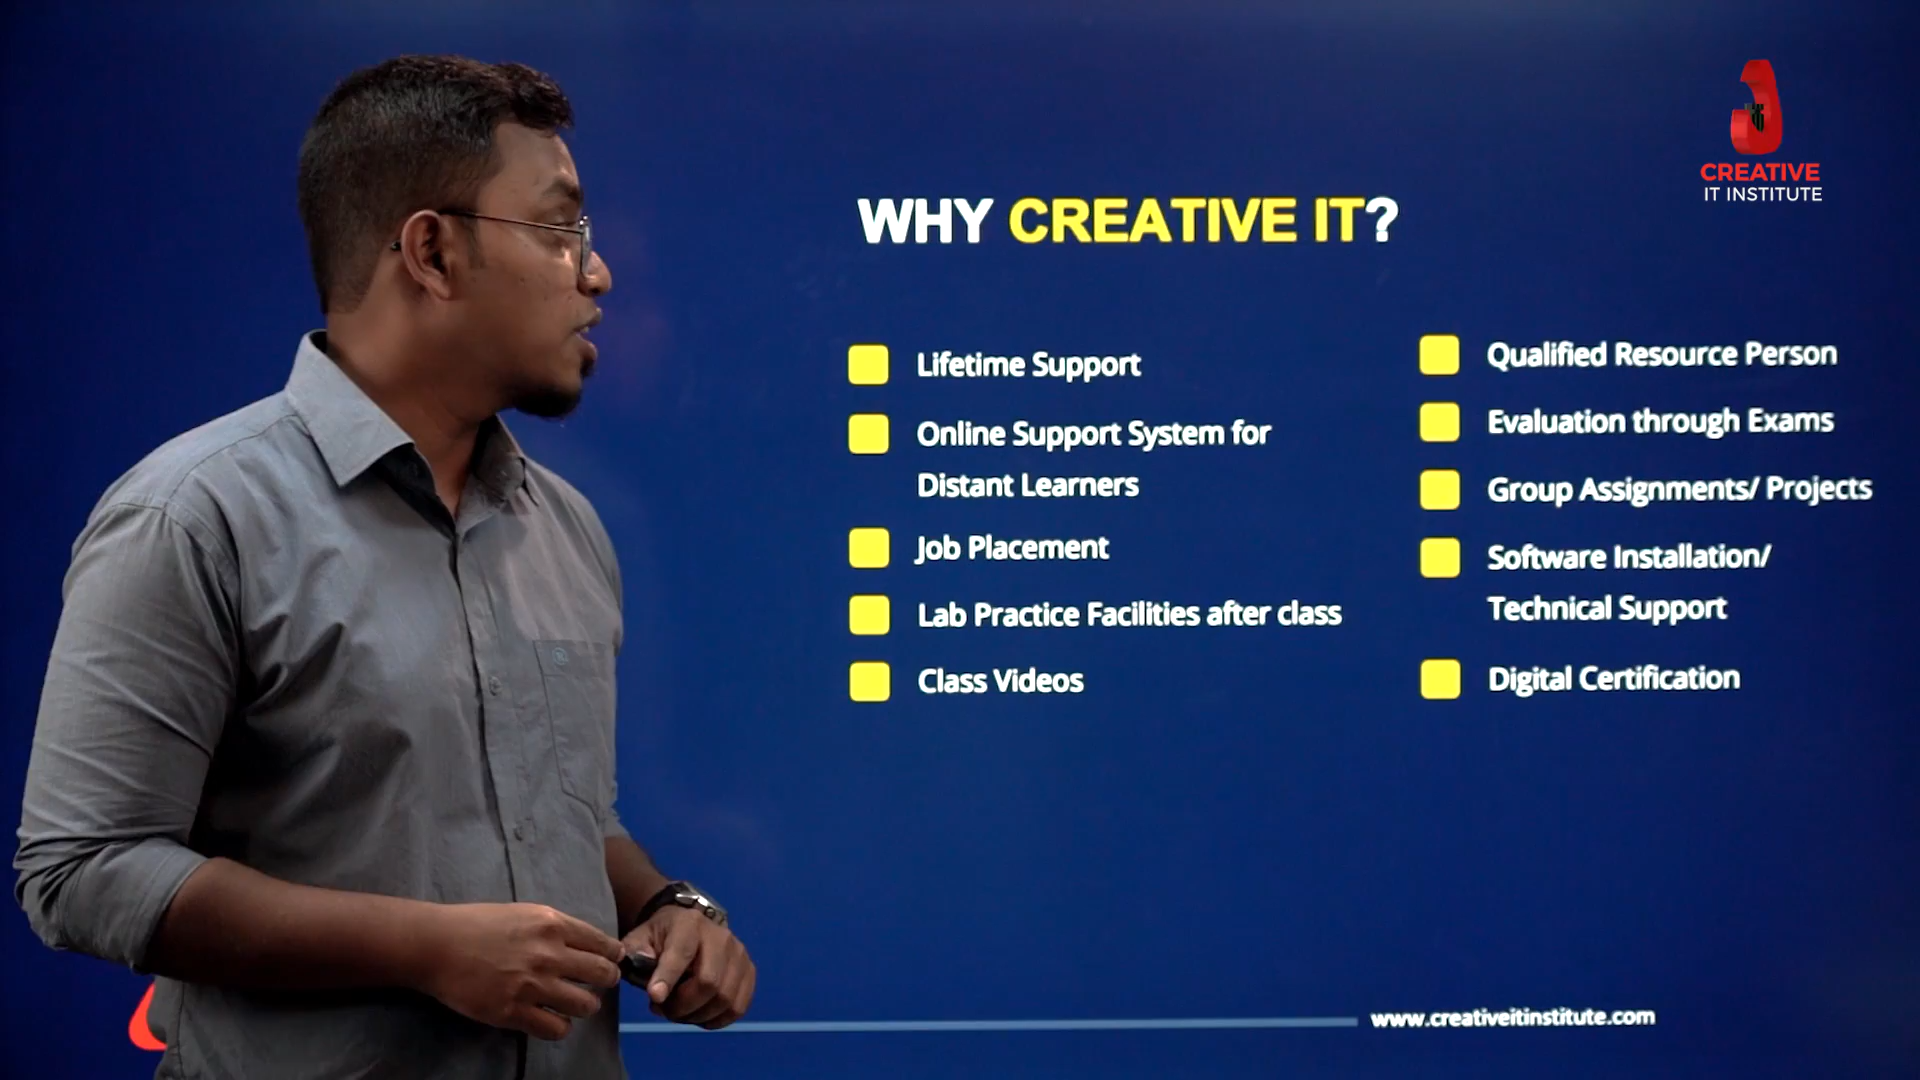 CREATIVE
IT INSTITUTE
WHY CREATIVE IT?
Lifetime Support
Online Support System for
Distant Learners
Job Placement
Lab Practice Facilities after class
Class Videos
Qualified Resource Person
Evaluation through Exams
Group Assignments/ Projects
Software Installation/
Technical Support
Digital Certification
www.creativeitinstitute.com